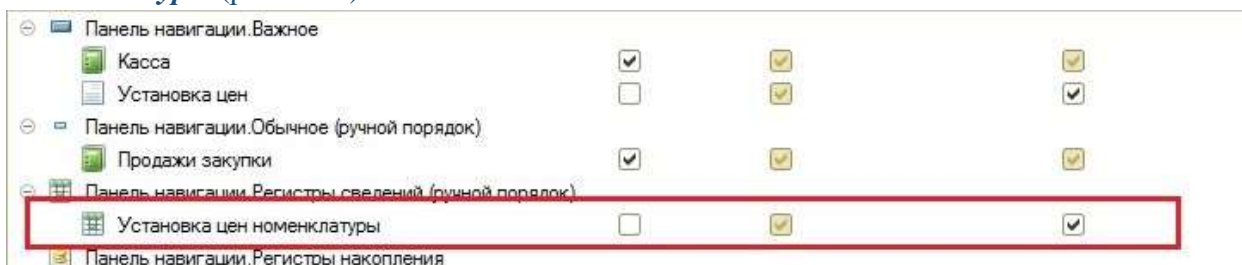 Панель навигации.Важное
Касса
Установка цен
Панель навигации.Обычное (ручной порядок)
Продажи закупки
Панель навигации.Регистры сведений (ручной порядок)
Установка цен номенклатуры
Панель навигации.Регистры накопления